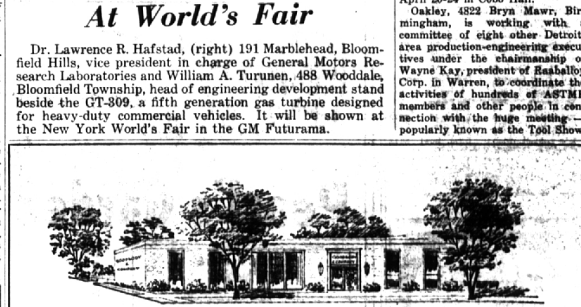 At World's Fair
Dr. Lawrence R. Hafstad, (right) 191 Marblehead, Bloom-
field Hills, vice president in charge of General Motors Re-
search Laboratories and William A. Turunen, 488 Wooddale,
Bloomfield Township, head of engineering development stand
beside the GT-309, a fifth generation gas turbine designed
for heavy-duty commercial vehicles. It will be shown at
the New York World's Fair in the GM Futurama.
Oakley, 4822 Bryn Mawr, Bir
mingham, is working with
committee of eight other Detroit
area production-engineering execu
tives under the chairmanship o
Wayne Kay, president of
Corp. in Warren, to coordinate th
activities of hundreds of ASTME
members and other people in con
nection with the huge meeting —
popularly known as the Tool Show